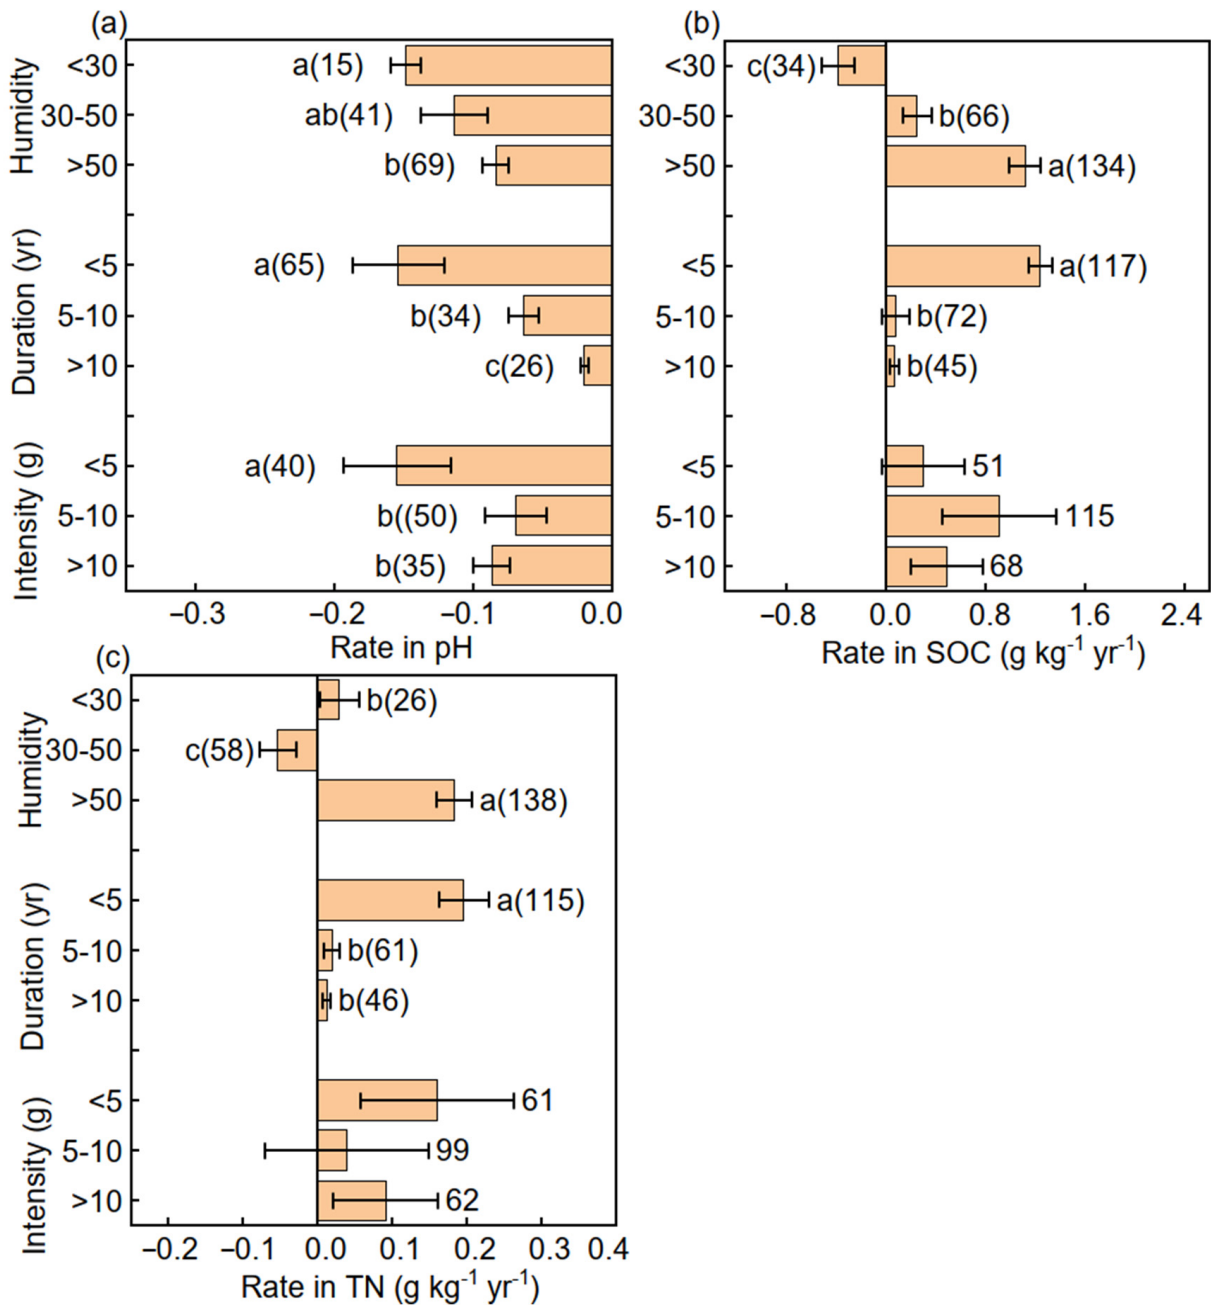 (a)
Humidity
<30
a(15)
30-50
ab(41)
>50
b(69)
Duration (yr)
<5
a(65)
5-10
b(34)
>10
c(26)
Intensity (g)
<5
a(40)
5-10
b((50)
>10
b(35)
−0.3 −0.2 −0.1 0.0
Rate in pH
(b)
<30
c(34)
30-50
b(66)
>50
a(134)
<5
a(117)
5-10
b(72)
>10
b(45)
<5
51
5-10
115
>10
68
−0.8 0.0 0.8 1.6 2.4
Rate in SOC (g kg⁻¹ yr⁻¹)
(c)
Humidity
<30
b(26)
30-50
c(58)
>50
a(138)
Duration (yr)
<5
a(115)
5-10
b(61)
>10
b(46)
Intensity (g)
<5
61
5-10
99
>10
62
−0.2 −0.1 0.0 0.1 0.2 0.3 0.4
Rate in TN (g kg⁻¹ yr⁻¹)